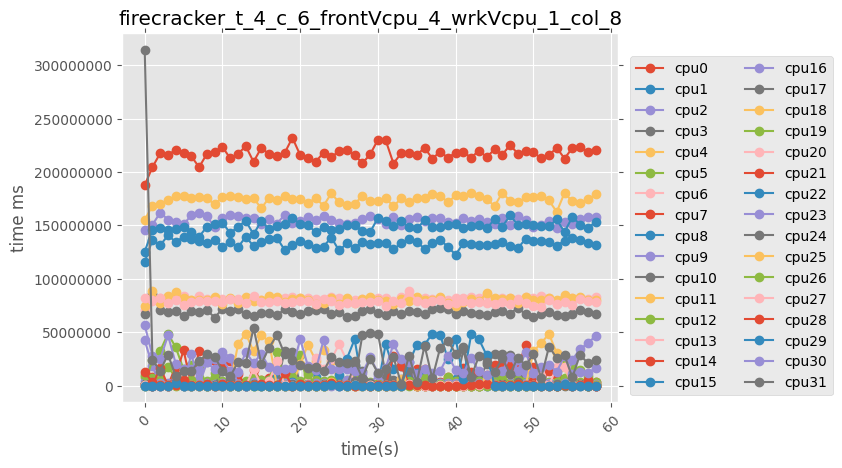 firecracker_t_4_c_6_frontVcpu_4_wrkVcpu_1_col_8
300000000
250000000
200000000
150000000
100000000
50000000
0
time ms
0
10
20
30
40
50
60
time(s)
cpu0
cpu1
cpu2
cpu3
cpu4
cpu5
cpu6
cpu7
cpu8
cpu9
cpu10
cpu11
cpu12
cpu13
cpu14
cpu15
cpu16
cpu17
cpu18
cpu19
cpu20
cpu21
cpu22
cpu23
cpu24
cpu25
cpu26
cpu27
cpu28
cpu29
cpu30
cpu31